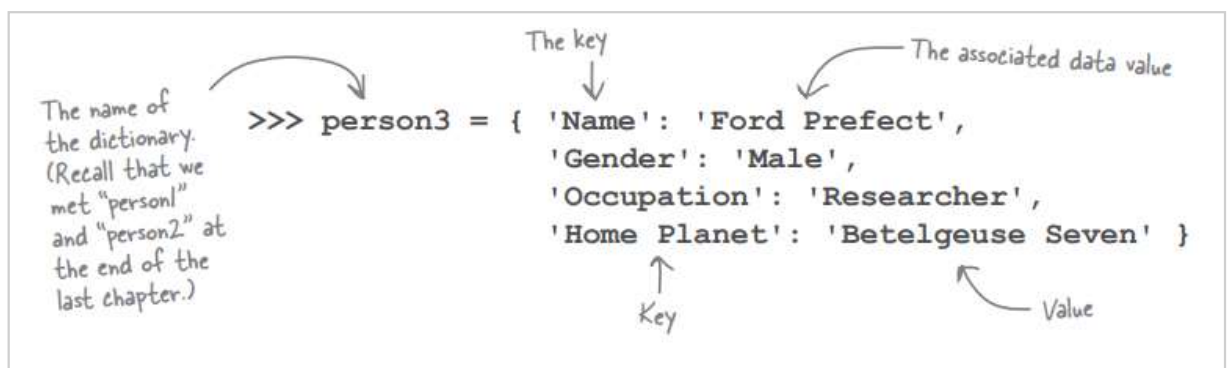 The key
The associated data value
The name of
the dictionary.
(Recall that we
met "person1"
and "person2" at
the end of the
last chapter.)
>>> person3 = { 'Name': 'Ford Prefect',
'Gender': 'Male',
'Occupation': 'Researcher',
'Home Planet': 'Betelgeuse Seven' }
Key
Value